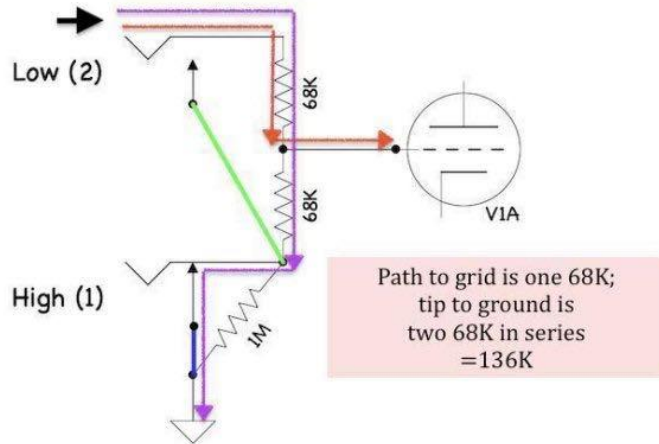 Low (2)
68K
68K
V1A
High (1)
1M
Path to grid is one 68K;
tip to ground is
two 68K in series
=136K